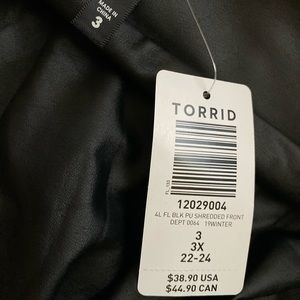 MADE IN
CHINA
3
TORRID
12029004
4L FL BLK PU SHREDDED FRONT
DEPT 0064 19WINTER
3
3X
22-24
$38.90 USA
$44.90 CAN